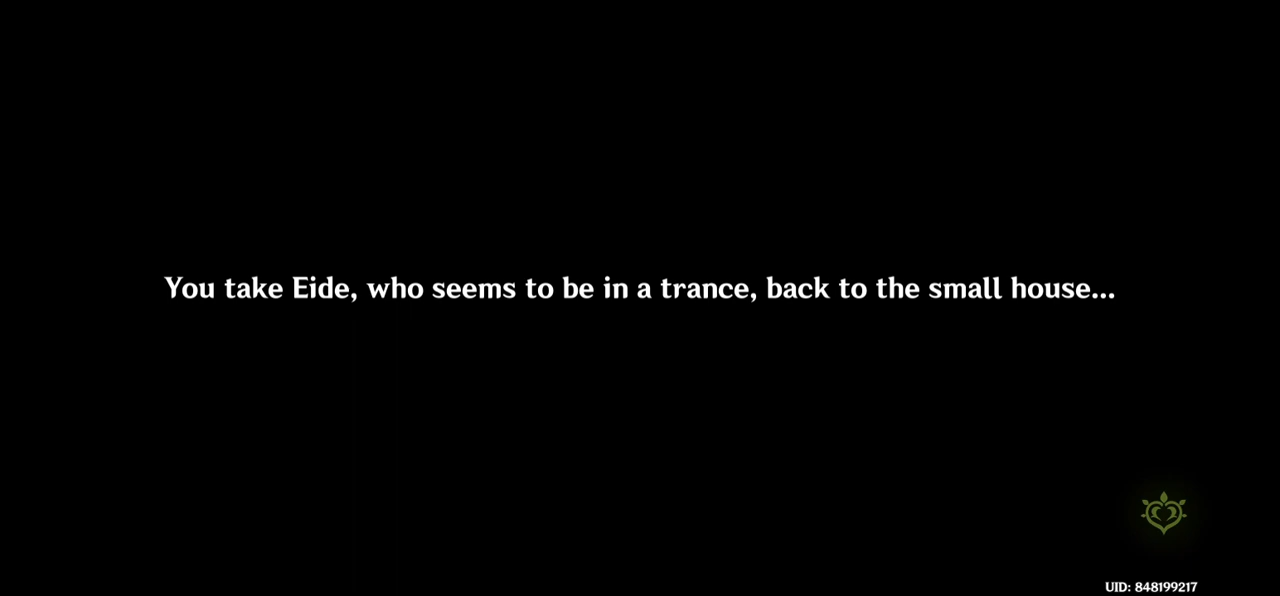 You take Eide, who seems to be in a trance, back to the small house...
UID: 848199217